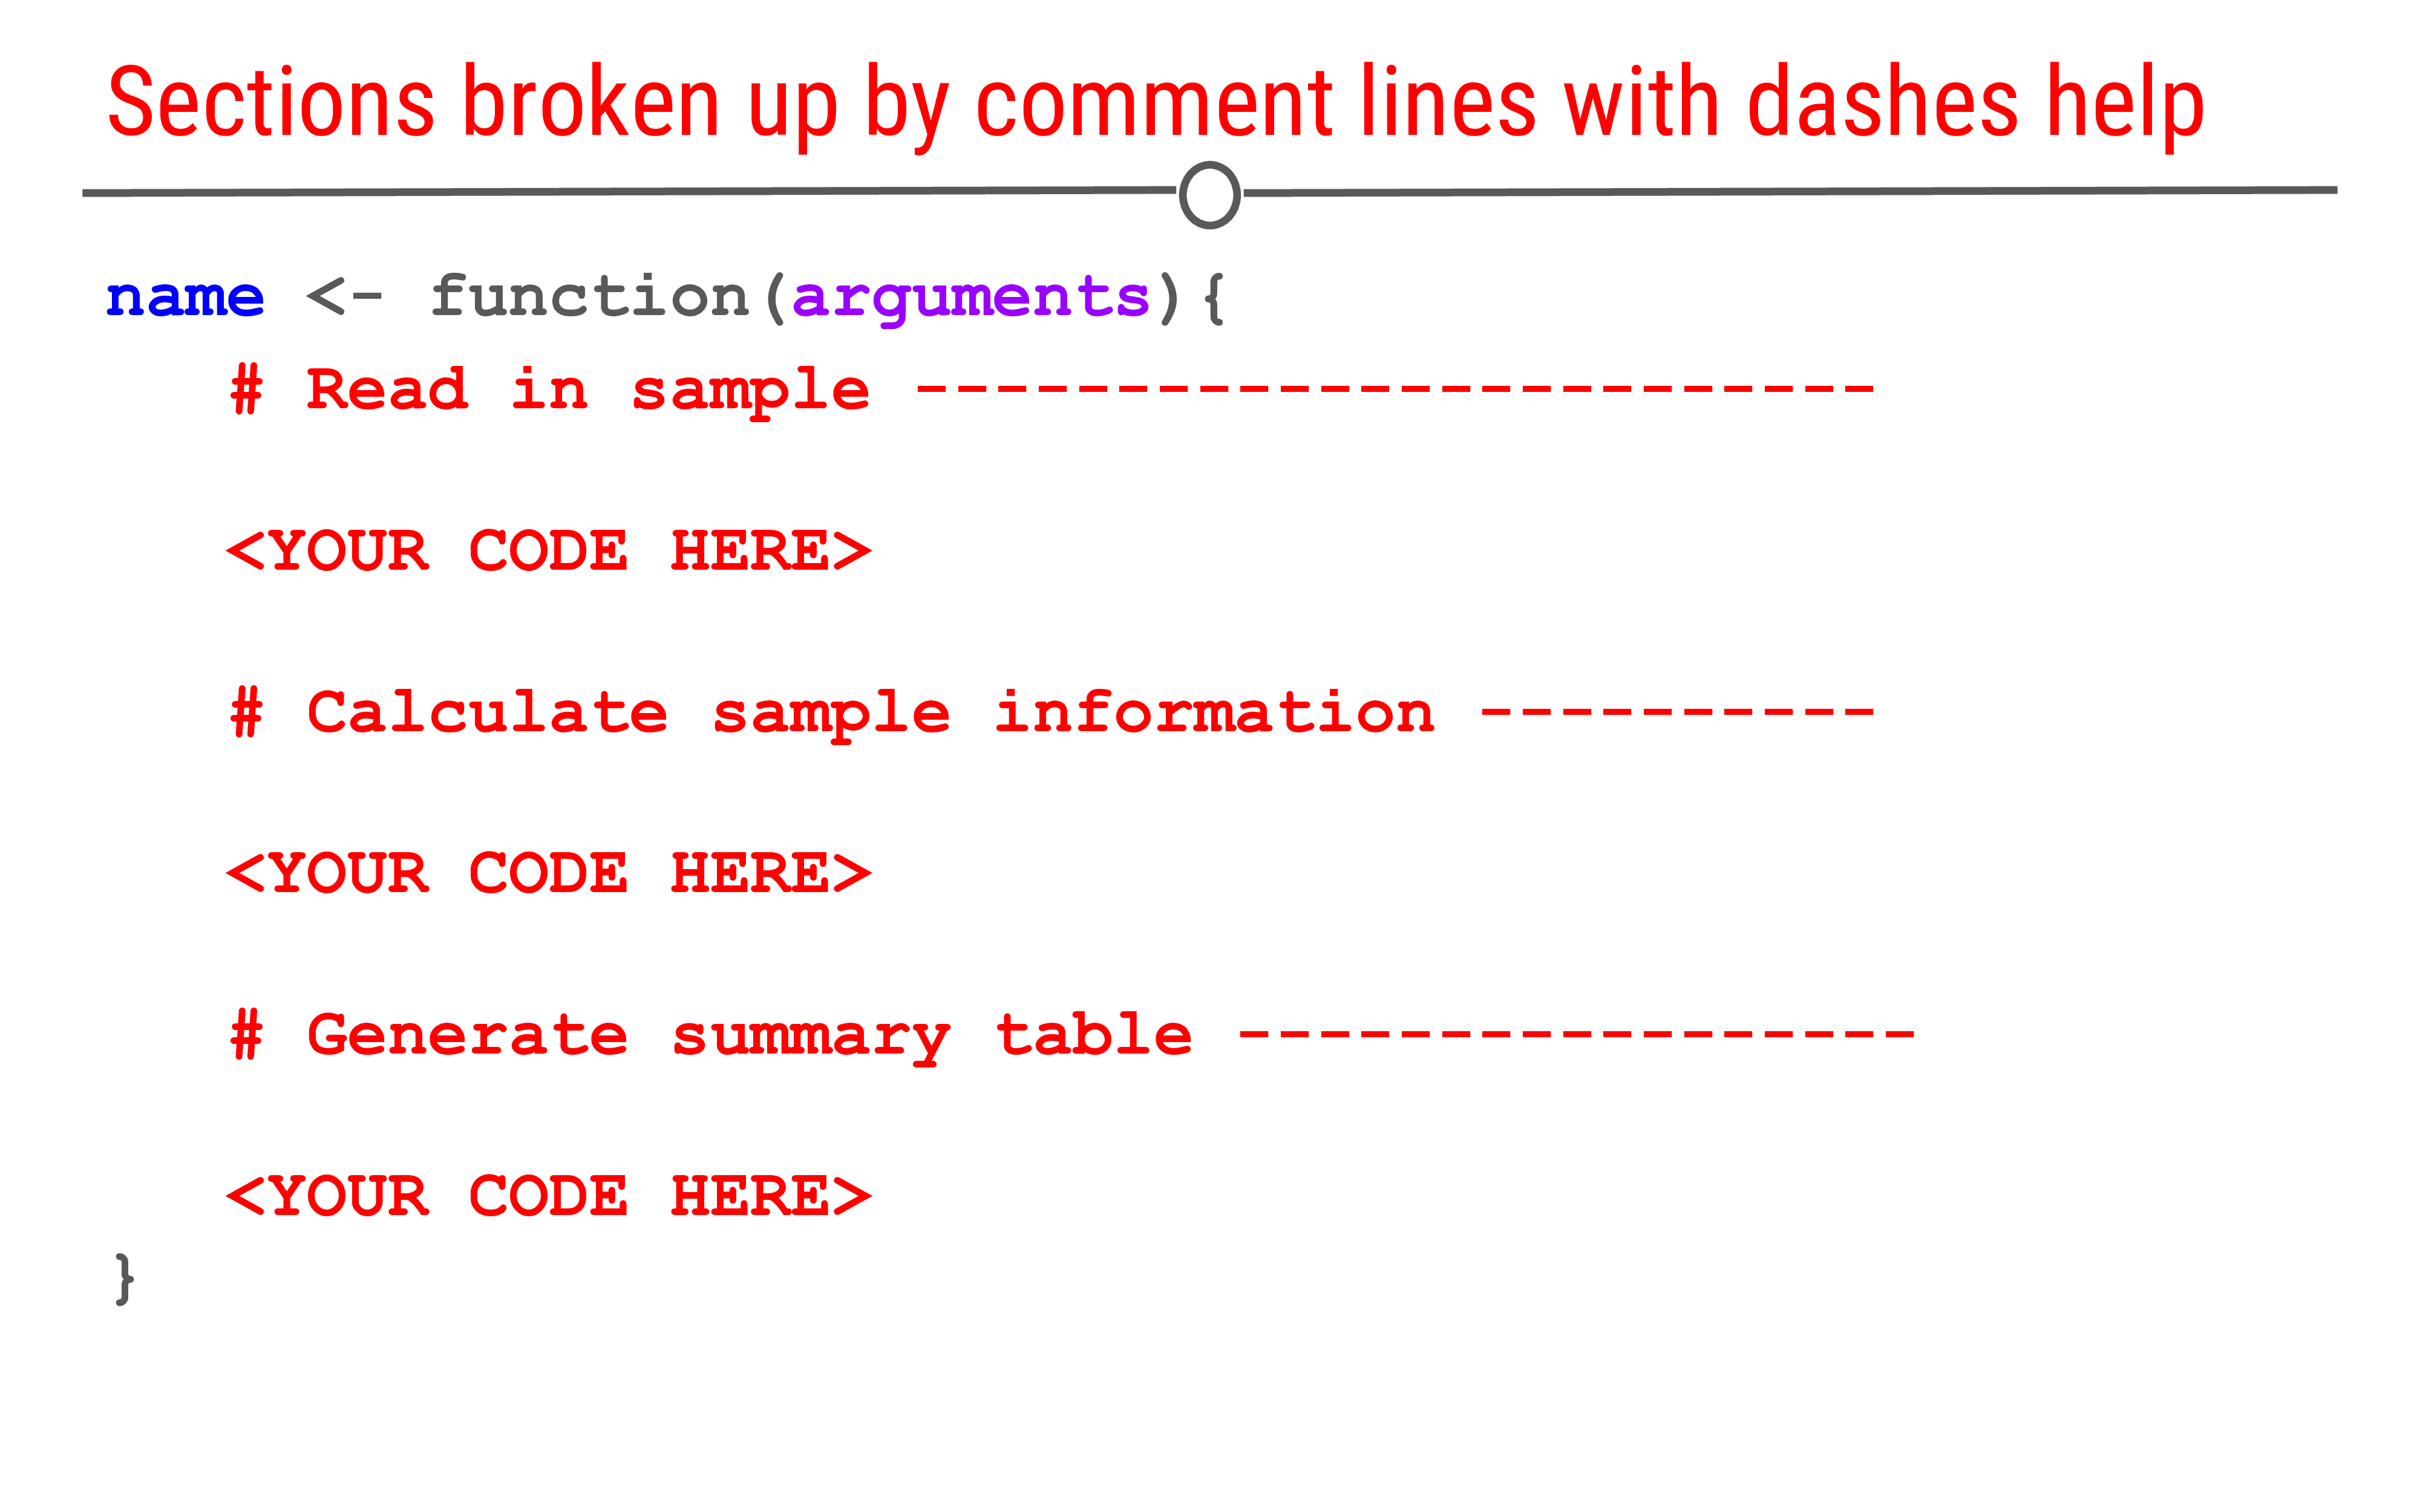 Sections broken up by comment lines with dashes help
name <- function(arguments){
# Read in sample ------------------------
<YOUR CODE HERE>
# Calculate sample information ----------
<YOUR CODE HERE>
# Generate summary table -----------------
<YOUR CODE HERE>
}